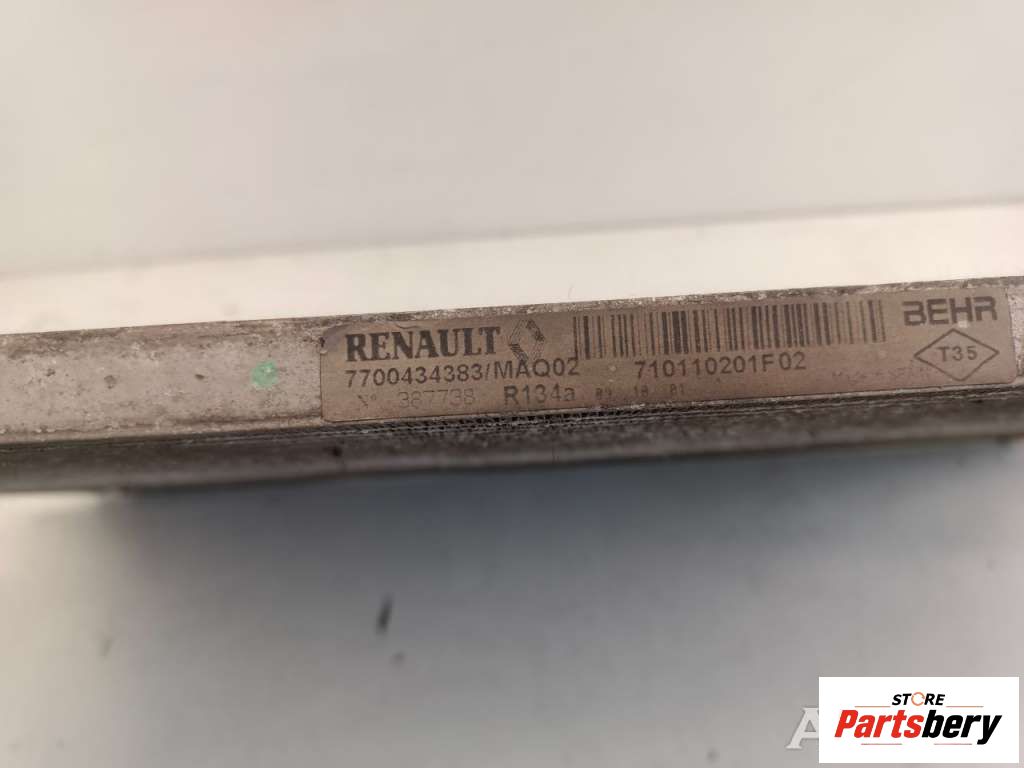 RENAULT
BEHR
7700434383/MAQ02 710110201F02
T35
N° 387738 R134a
STORE
Partsbery